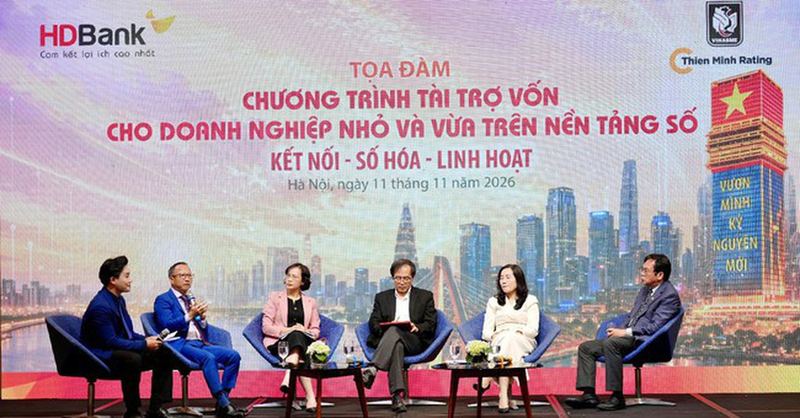 HDBank
Cam kết lợi ích cao nhất
VINASME
Thien Minh Rating
TỌA ĐÀM
CHƯƠNG TRÌNH TÀI TRỢ VỐN
CHO DOANH NGHIỆP NHỎ VÀ VỪA TRÊN NỀN TẢNG SỐ
KẾT NỐI - SỐ HÓA - LINH HOẠT
Hà Nội, ngày 11 tháng 11 năm 2026
VƯƠN
MÌNH
KỶ
NGUYÊN
MỚI